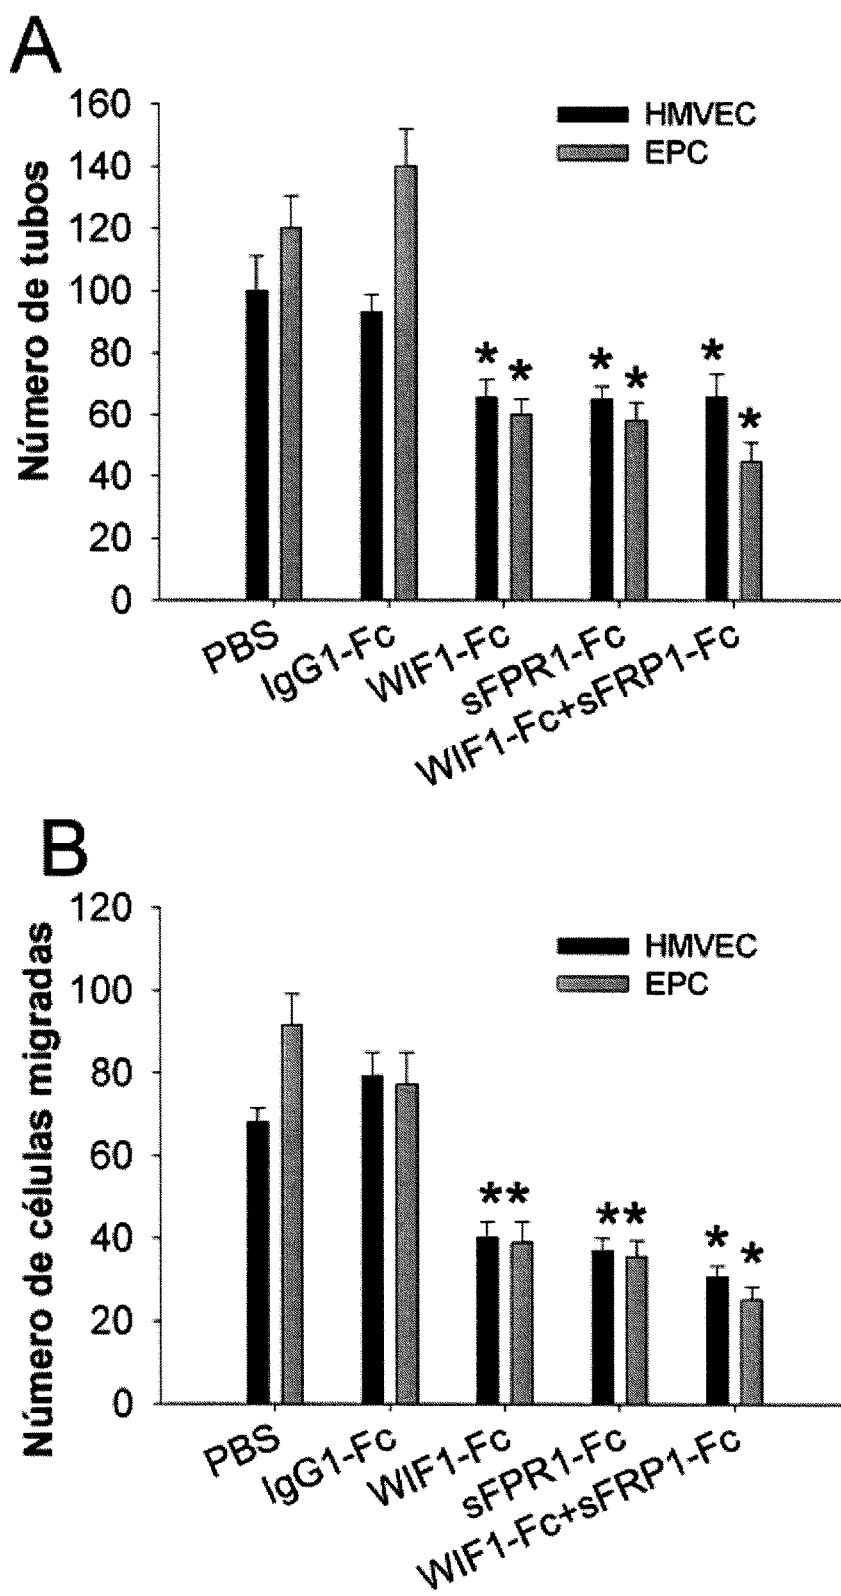 A
Número de tubos
160
140
120
100
80
60
40
20
0
HMVEC
EPC
* * * * * *
PBS
IgG1-Fc
WIF1-Fc
sFPR1-Fc
WIF1-Fc+sFRP1-Fc
B
Número de células migradas
120
100
80
60
40
20
0
HMVEC
EPC
** ** * *
PBS
IgG1-Fc
WIF1-Fc
sFPR1-Fc
WIF1-Fc+sFRP1-Fc